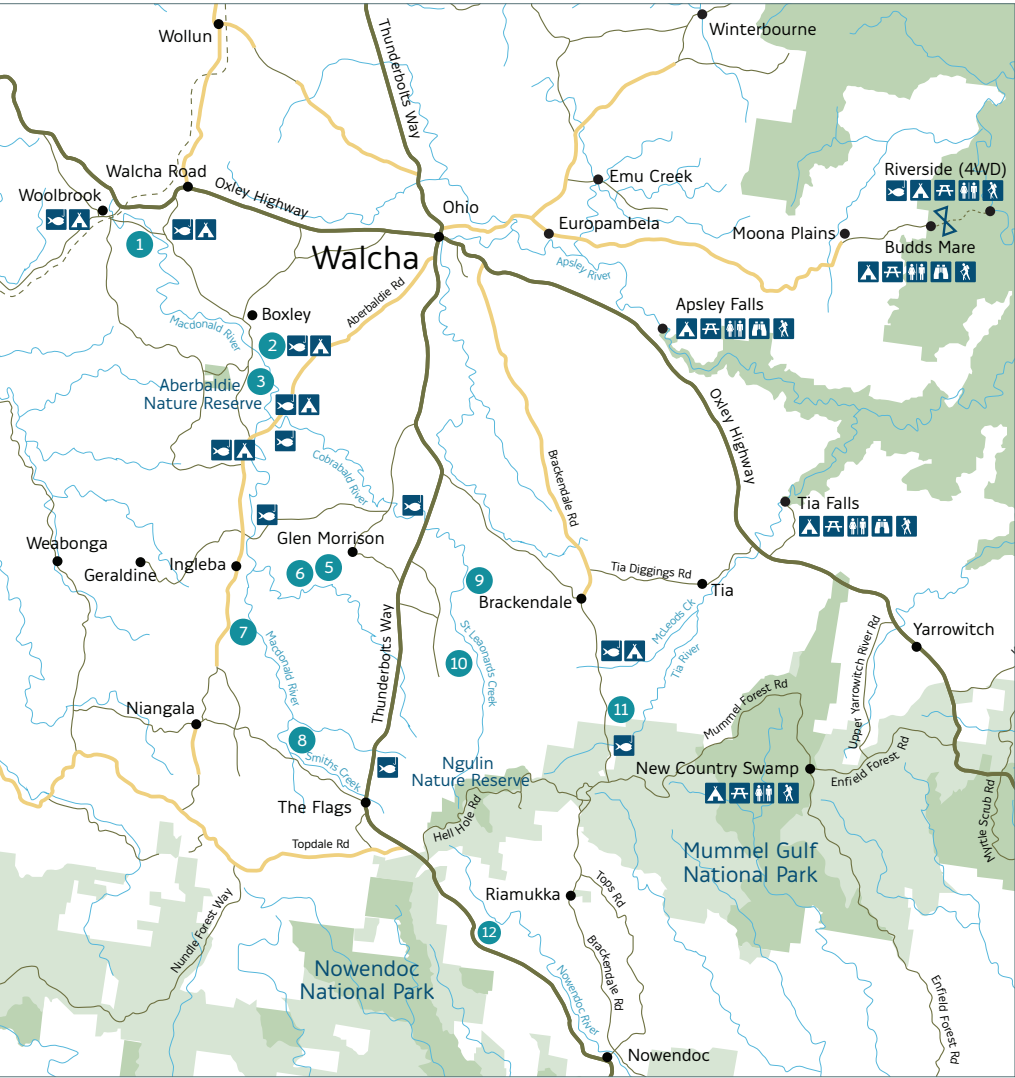 Wollun
Thunderbolts Way
Winterbourne
Walcha Road
Woolbrook
Oxley Highway
Ohio
Emu Creek
Riverside (4WD)
1
Walcha
Europambela
Moona Plains
Budds Mare
Apsley River
Aberbaldie Rd
Apsley Falls
Boxley
Macdonald River
2
3
Aberbaldie
Nature Reserve
Oxley Highway
Cobrabald River
Brackendale Rd
Tia Falls
Weabonga
Geraldine
Ingleba
Glen Morrison
6
5
9
Brackendale
Tia Diggings Rd
Tia
McLeods Ck
Tia River
7
Macdonald River
Thunderbolts Way
St Leaonards Creek
10
Upper Yarrowitch River Rd
Yarrowitch
Niangala
8
Smiths Creek
11
Mummel Forest Rd
Ngulin
Nature Reserve
New Country Swamp
Enfield Forest Rd
The Flags
Hell Hole Rd
Myrtle Scrub Rd
Topdale Rd
Mummel Gulf
National Park
Nundle Forest Way
Riamukka
Tops Rd
12
Brackendale Rd
Nowendoc
National Park
Nowendoc River
Enfield Forest Rd
Nowendoc